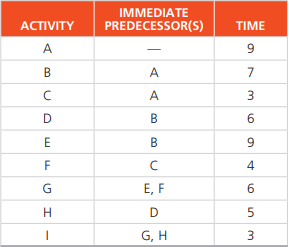 ACTIVITY IMMEDIATE PREDECESSOR(S) TIME
A — 9
B A 7
C A 3
D B 6
E B 9
F C 4
G E, F 6
H D 5
I G, H 3